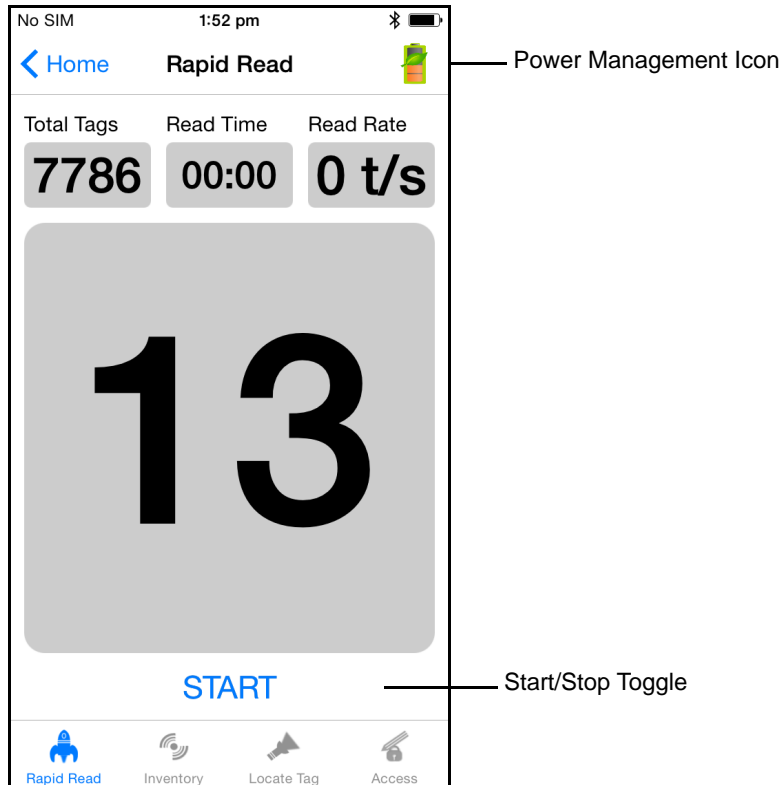 No SIM 1:52 pm
Home Rapid Read
Power Management Icon
Total Tags Read Time Read Rate
7786 00:00 0 t/s
13
START
Start/Stop Toggle
Rapid Read Inventory Locate Tag Access